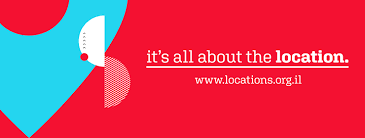 it's all about the location.
www.locations.org.il